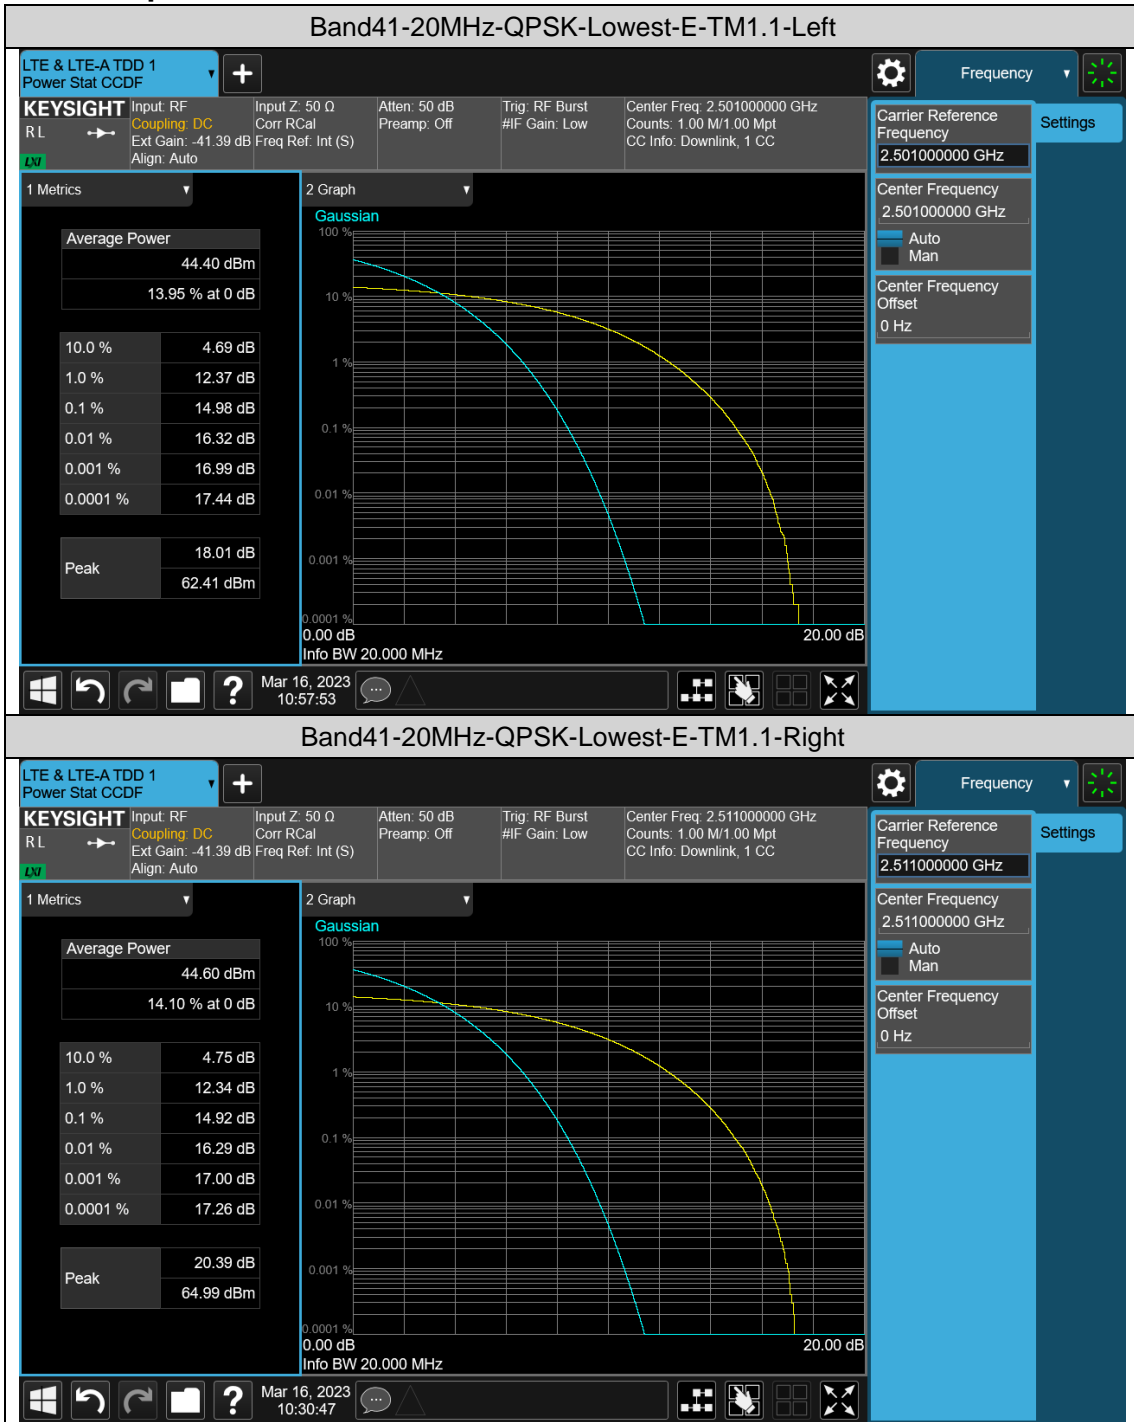 Band41-20MHz-QPSK-Lowest-E-TM1.1-Left
LTE & LTE-A TDD 1
Power Stat CCDF
Frequency
KEYSIGHT
R L
LXI
Input: RF
Coupling: DC
Ext Gain: -41.39 dB
Align: Auto
Input Z: 50 Ω
Corr RCal
Freq Ref: Int (S)
Atten: 50 dB
Preamp: Off
Trig: RF Burst
#IF Gain: Low
Center Freq: 2.501000000 GHz
Counts: 1.00 M/1.00 Mpt
CC Info: Downlink, 1 CC
Carrier Reference
Frequency
2.501000000 GHz
Settings
Center Frequency
2.501000000 GHz
Auto
Man
Center Frequency
Offset
0 Hz
1 Metrics
Average Power
44.40 dBm
13.95 % at 0 dB
10.0 % 4.69 dB
1.0 % 12.37 dB
0.1 % 14.98 dB
0.01 % 16.32 dB
0.001 % 16.99 dB
0.0001 % 17.44 dB
Peak
18.01 dB
62.41 dBm
2 Graph
Gaussian
100 %
10 %
1 %
0.1 %
0.01 %
0.001 %
0.0001 %
0.00 dB 20.00 dB
Info BW 20.000 MHz
?
Mar 16, 2023
10:57:53
Band41-20MHz-QPSK-Lowest-E-TM1.1-Right
LTE & LTE-A TDD 1
Power Stat CCDF
Frequency
KEYSIGHT
R L
LXI
Input: RF
Coupling: DC
Ext Gain: -41.39 dB
Align: Auto
Input Z: 50 Ω
Corr RCal
Freq Ref: Int (S)
Atten: 50 dB
Preamp: Off
Trig: RF Burst
#IF Gain: Low
Center Freq: 2.511000000 GHz
Counts: 1.00 M/1.00 Mpt
CC Info: Downlink, 1 CC
Carrier Reference
Frequency
2.511000000 GHz
Settings
Center Frequency
2.511000000 GHz
Auto
Man
Center Frequency
Offset
0 Hz
1 Metrics
Average Power
44.60 dBm
14.10 % at 0 dB
10.0 % 4.75 dB
1.0 % 12.34 dB
0.1 % 14.92 dB
0.01 % 16.29 dB
0.001 % 17.00 dB
0.0001 % 17.26 dB
Peak
20.39 dB
64.99 dBm
2 Graph
Gaussian
100 %
10 %
1 %
0.1 %
0.01 %
0.001 %
0.0001 %
0.00 dB 20.00 dB
Info BW 20.000 MHz
?
Mar 16, 2023
10:30:47